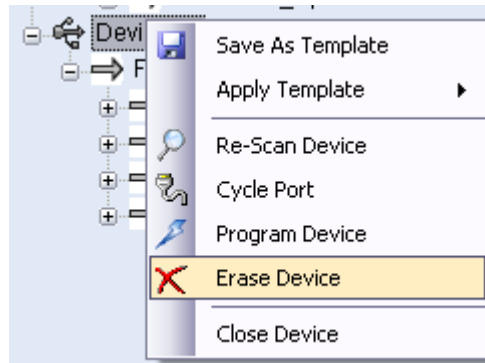 Devi
F
Save As Template
Apply Template
Re-Scan Device
Cycle Port
Program Device
Erase Device
Close Device